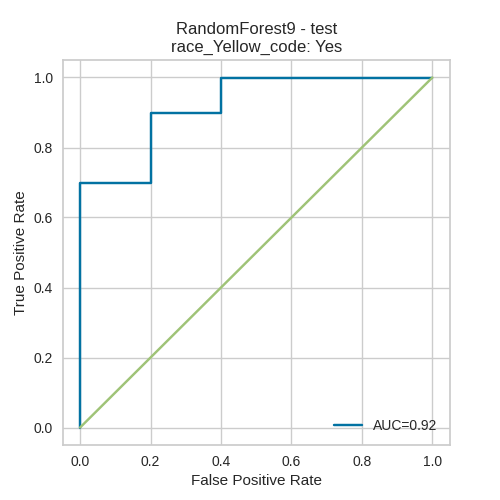 RandomForest9 - test
race_Yellow_code: Yes
1.0
0.8
0.6
0.4
0.2
0.0
True Positive Rate
AUC=0.92
0.0 0.2 0.4 0.6 0.8 1.0
False Positive Rate